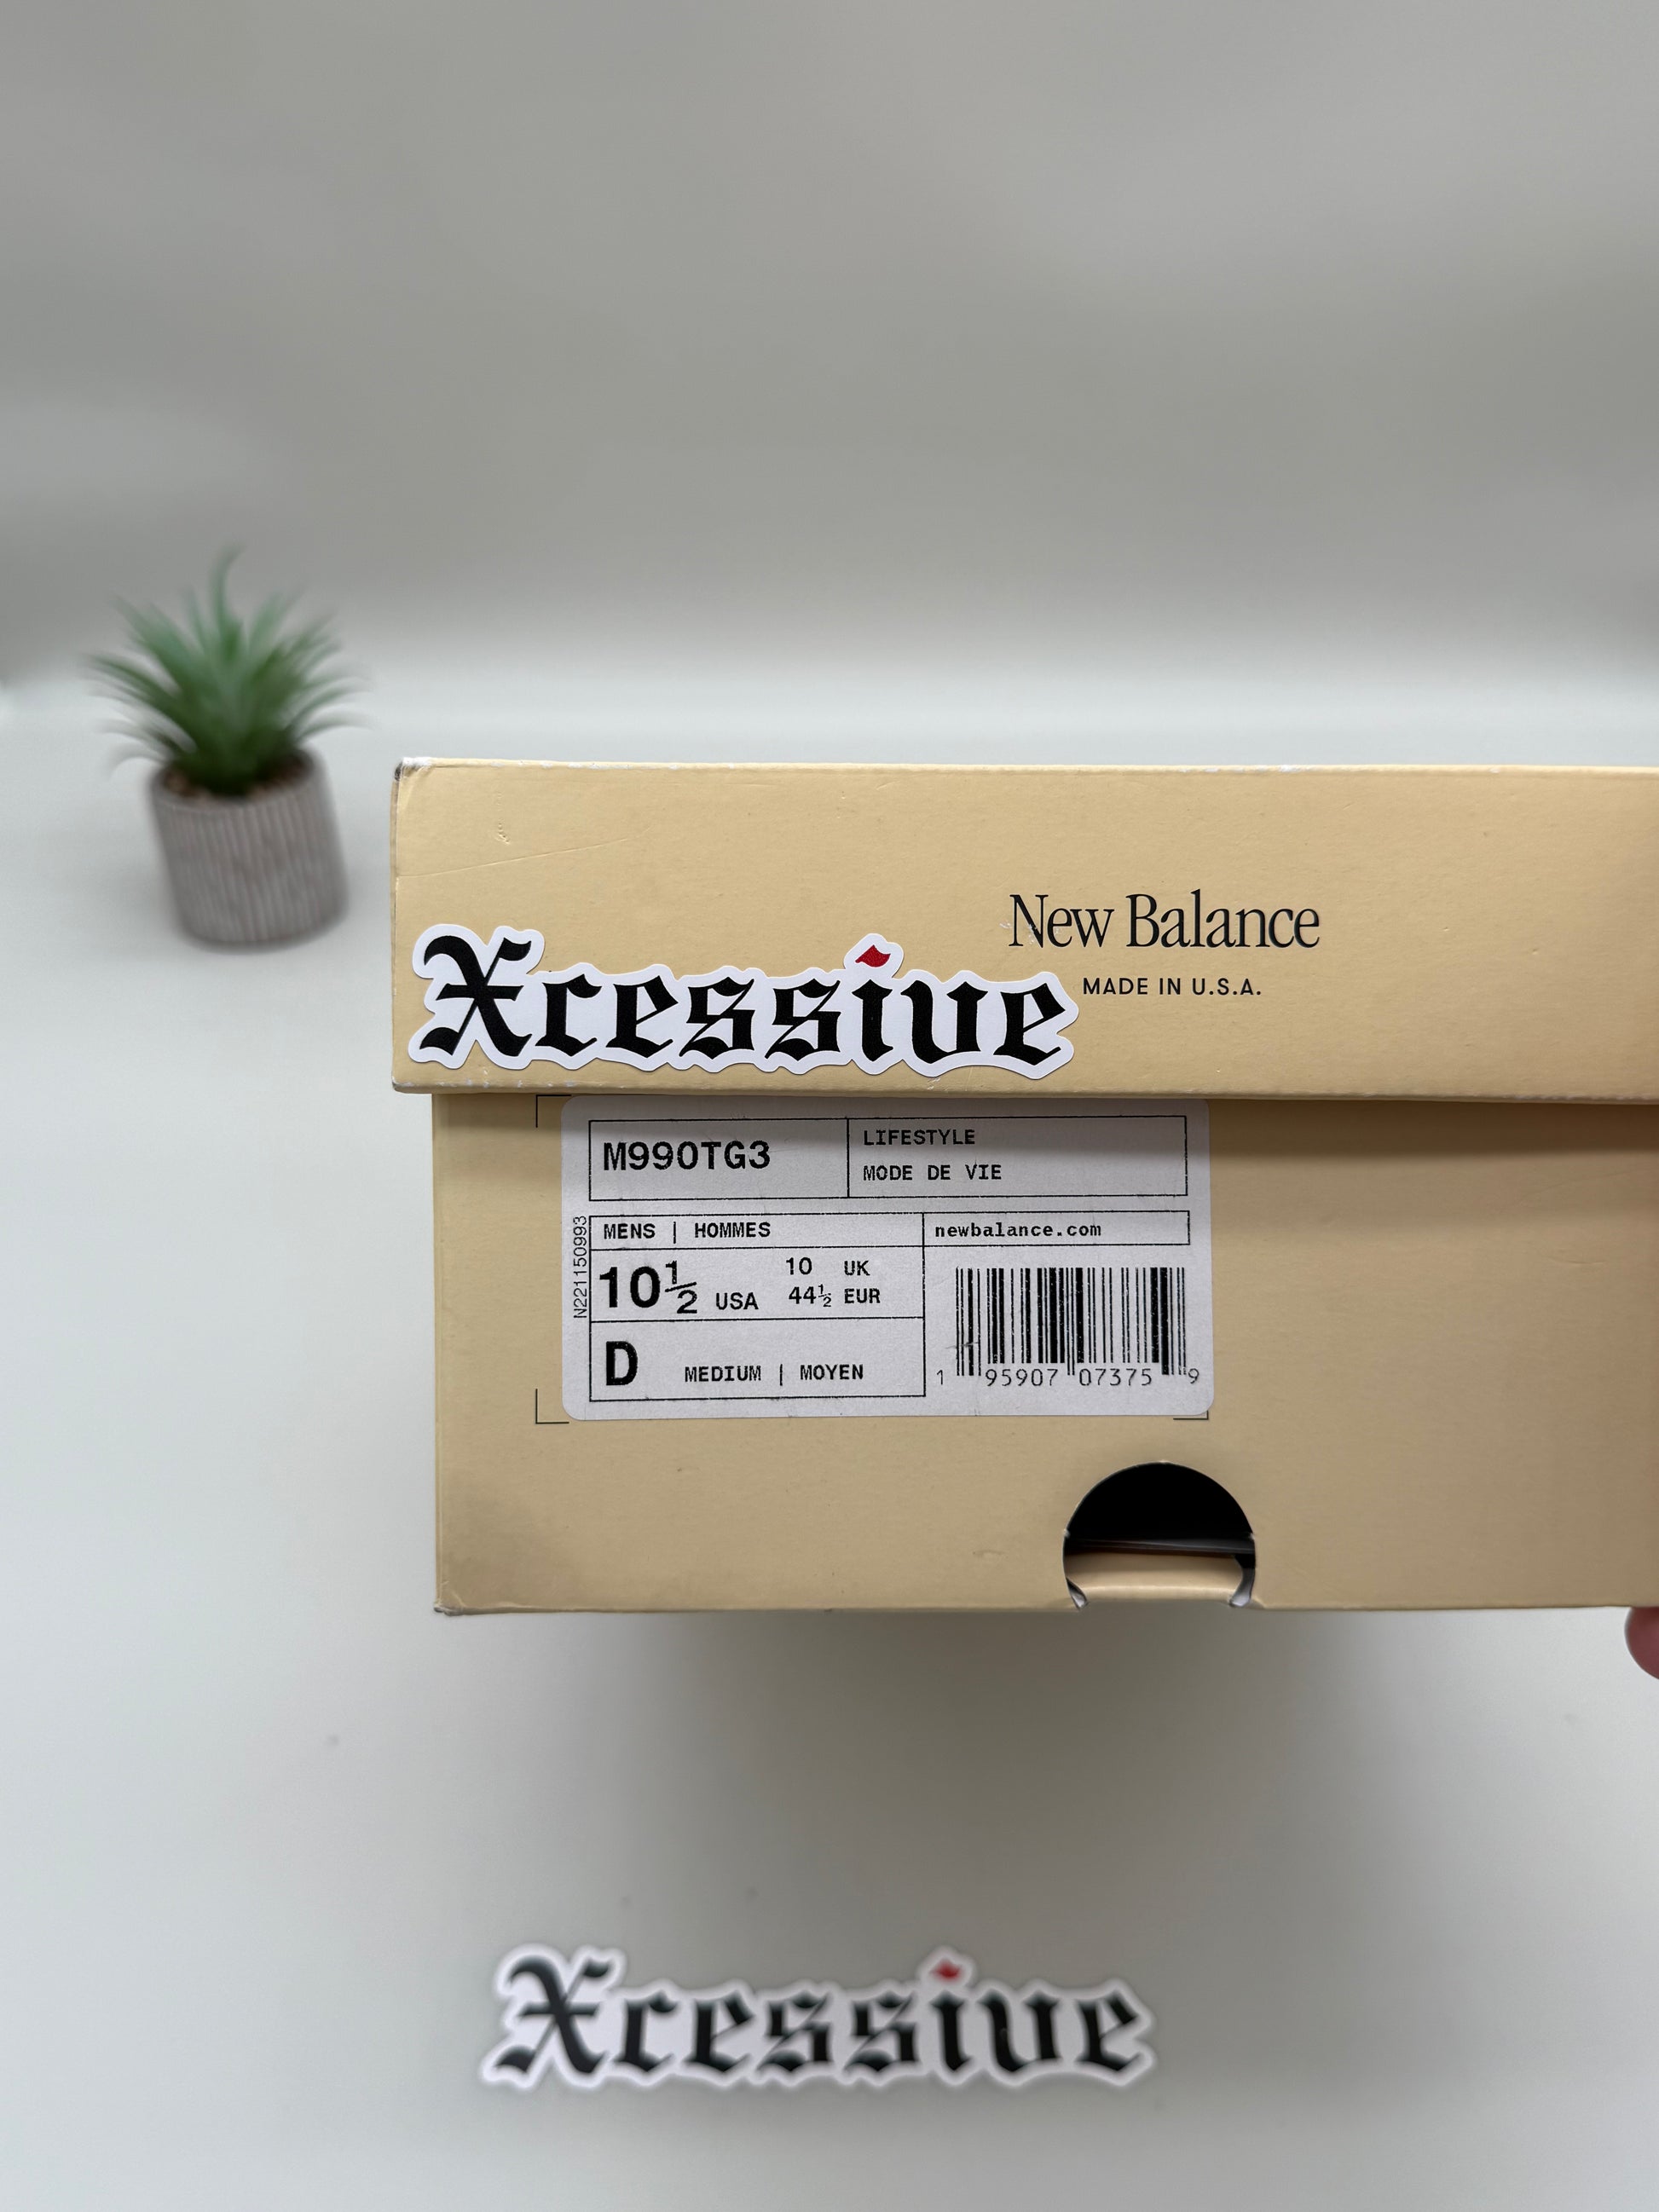 New Balance
MADE IN U.S.A.
Xcessive
M990TG3
LIFESTYLE
MODE DE VIE
N221150993
MENS | HOMMES
newbalance.com
10½ USA
10 UK
44½ EUR
D MEDIUM | MOYEN
1 95907 07375 9
Xcessive